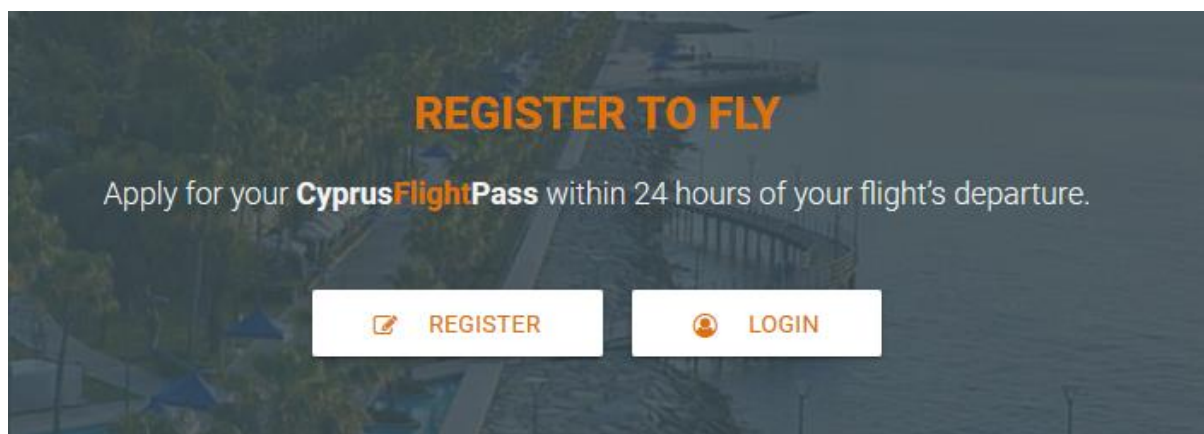 REGISTER TO FLY
Apply for your CyprusFlightPass within 24 hours of your flight's departure.
REGISTER
LOGIN